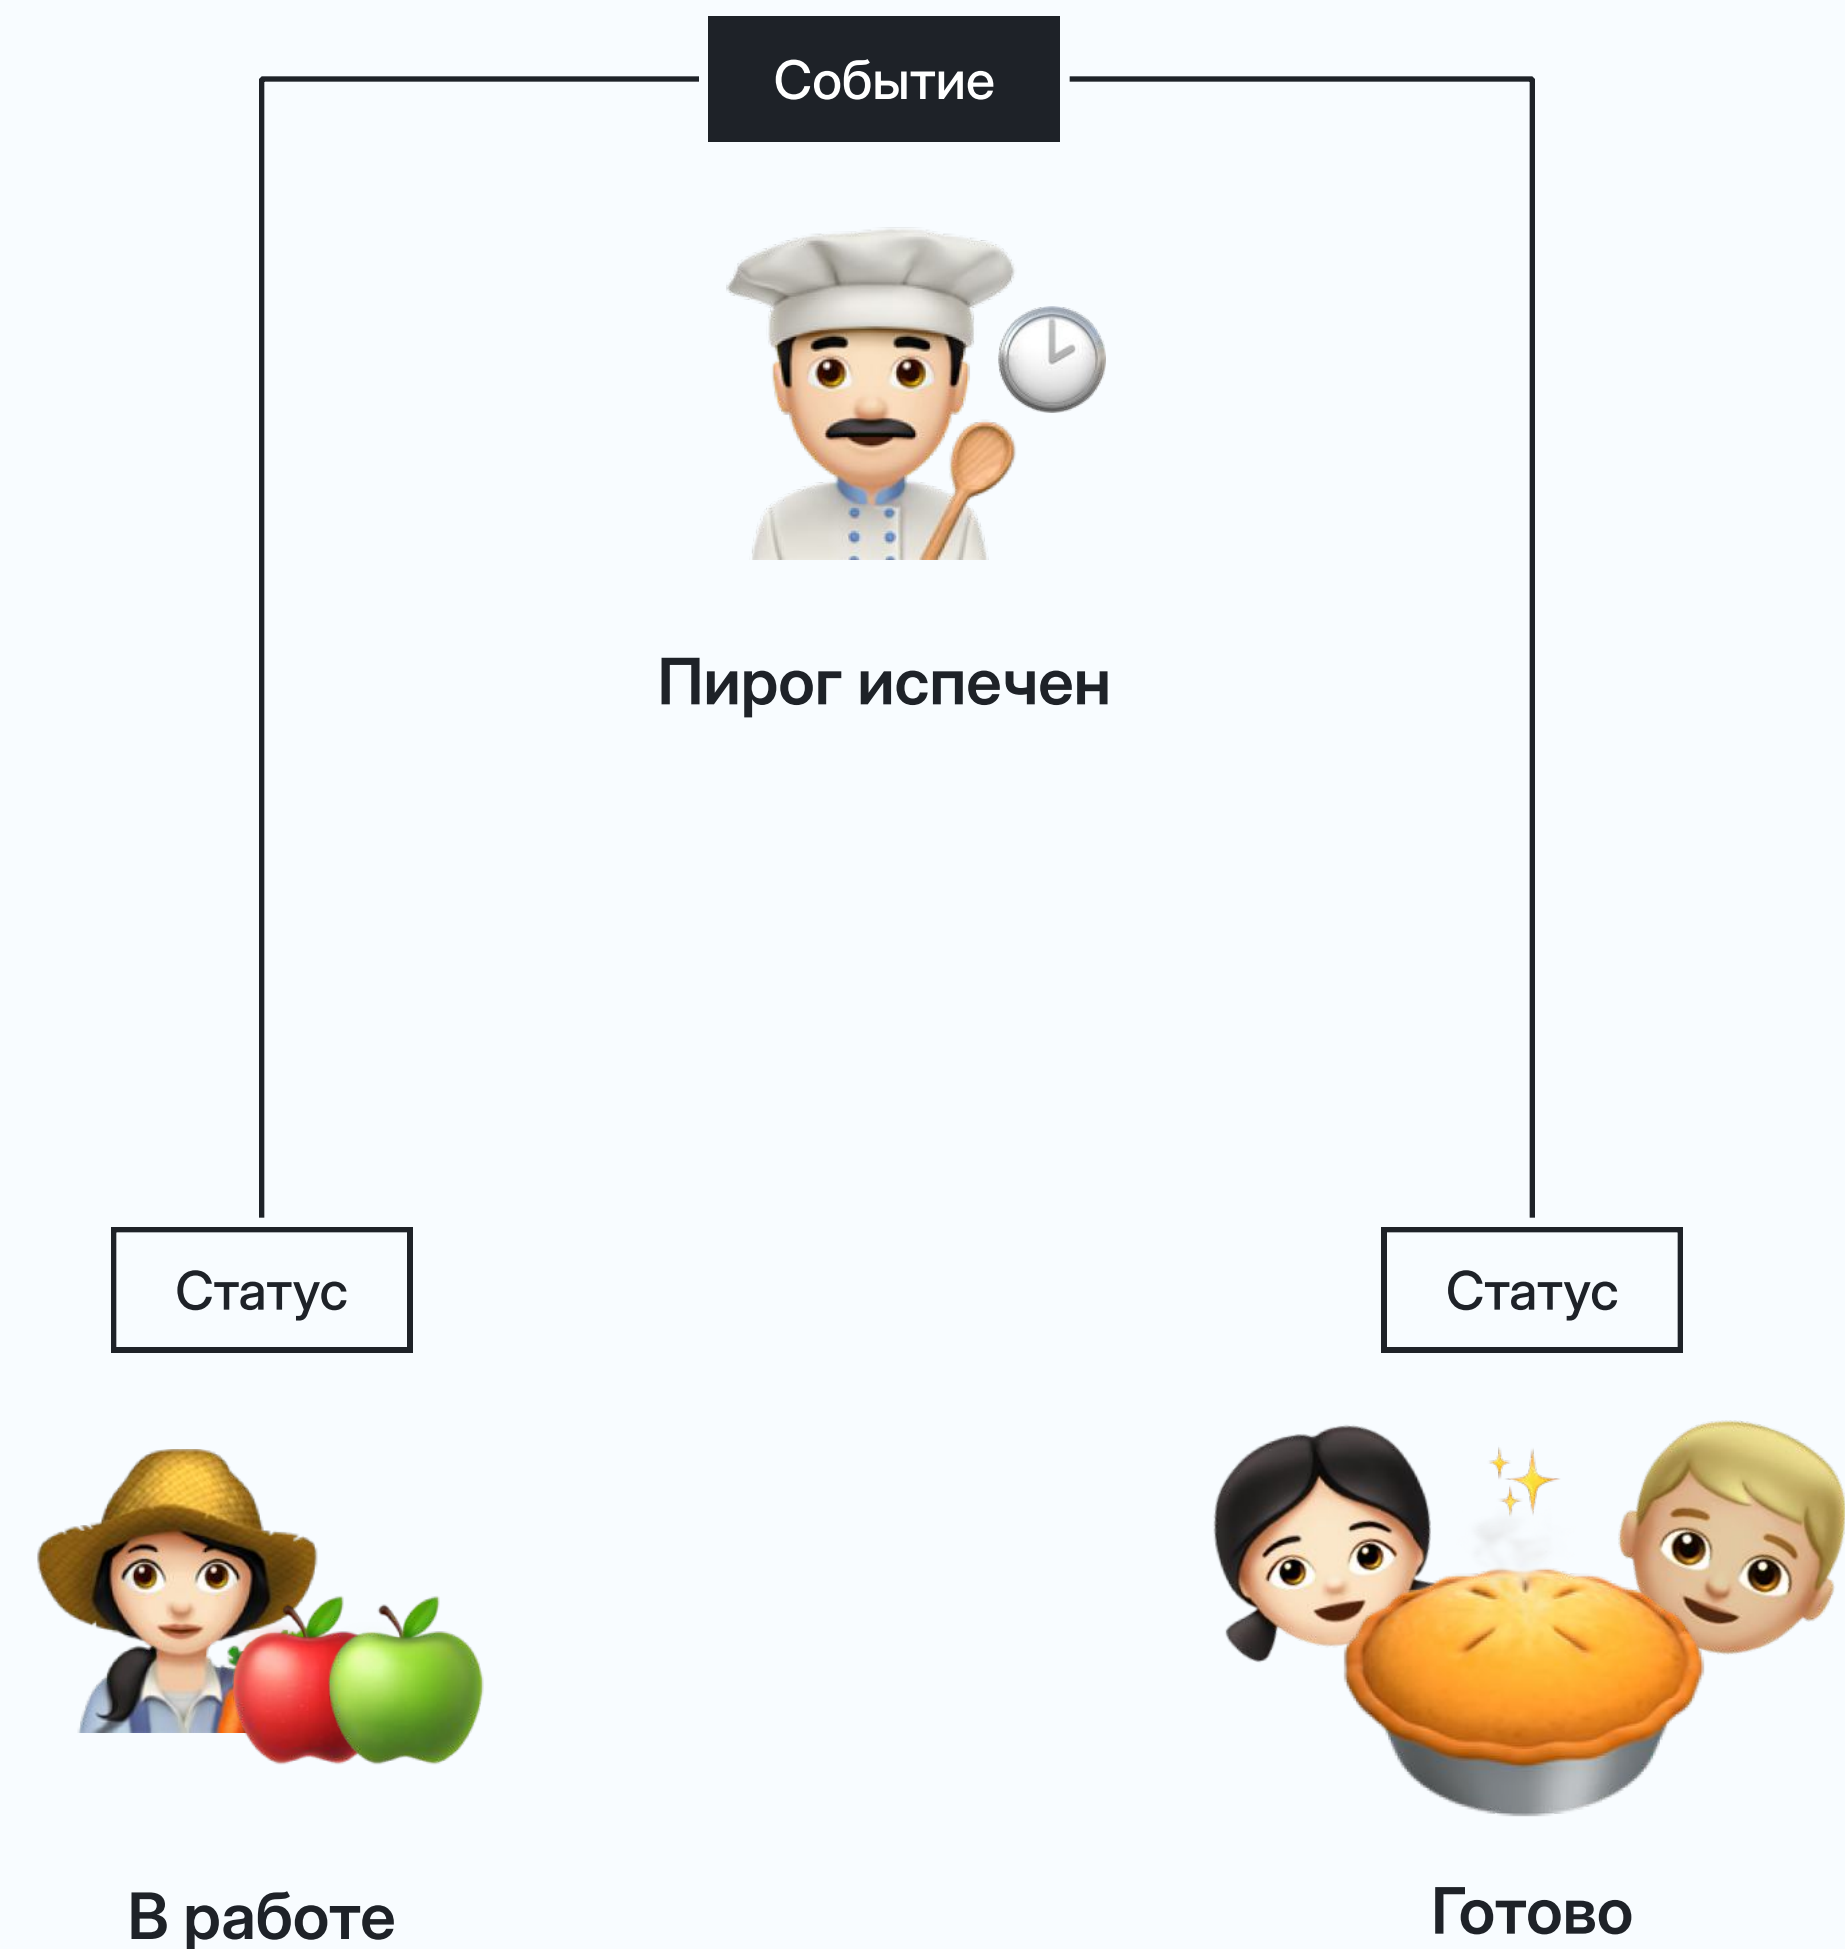 Событие
Пирог испечен
Статус
Статус
В работе
Готово